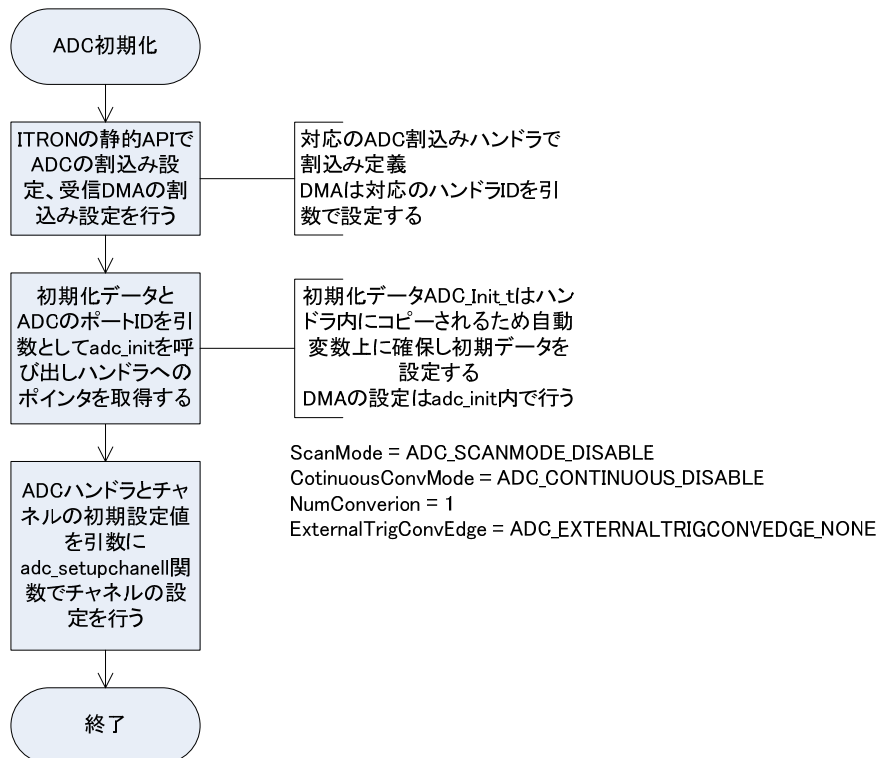 ADC初期化
ITRONの静的APIで
ADCの割込み設
定、受信DMAの割
込み設定を行う
対応のADC割込みハンドラで
割込み定義
DMAは対応のハンドラIDを引
数で設定する
初期化データと
ADCのポートIDを引
数としてadc_initを呼
び出しハンドラへの
ポインタを取得する
初期化データADC_Init_tはハン
ドラ内にコピーされるため自動
変数上に確保し初期データを
設定する
DMAの設定はadc_init内で行う
ScanMode = ADC_SCANMODE_DISABLE
CotinuousConvMode = ADC_CONTINUOUS_DISABLE
NumConverion = 1
ExternalTrigConvEdge = ADC_EXTERNALTRIGCONVEDGE_NONE
ADCハンドラとチャ
ネルの初期設定値
を引数に
adc_setupchanell関
数でチャネルの設
定を行う
終了